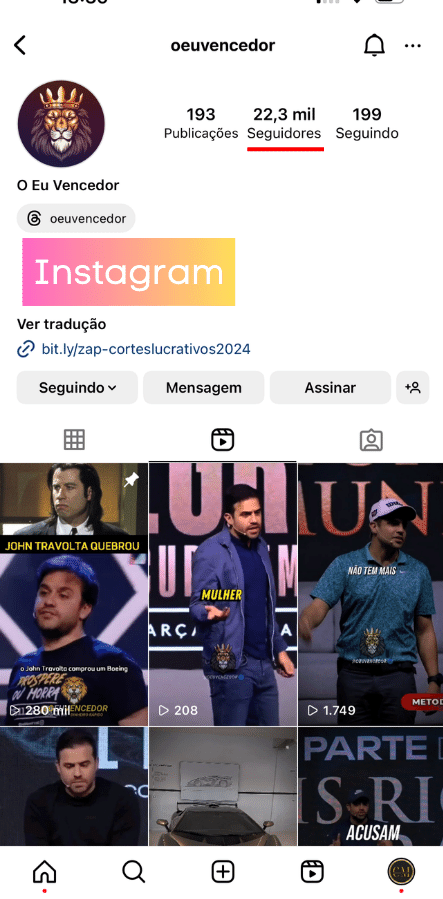 oeuvencedor
193
Publicações
22,3 mil
Seguidores
199
Seguindo
O Eu Vencedor
oeuvencedor
Instagram
Ver tradução
bit.ly/zap-corteslucrativos2024
Seguindo
Mensagem
Assinar
JOHN TRAVOLTA QUEBROU
o John Travolta comprou um Boeing
PROSPERE
OU MORRA
VENCEDOR
280 mil
MULHER
208
NÃO TEM MAIS
METOD
1.749
PARTE
IS RIC
ACUSAM